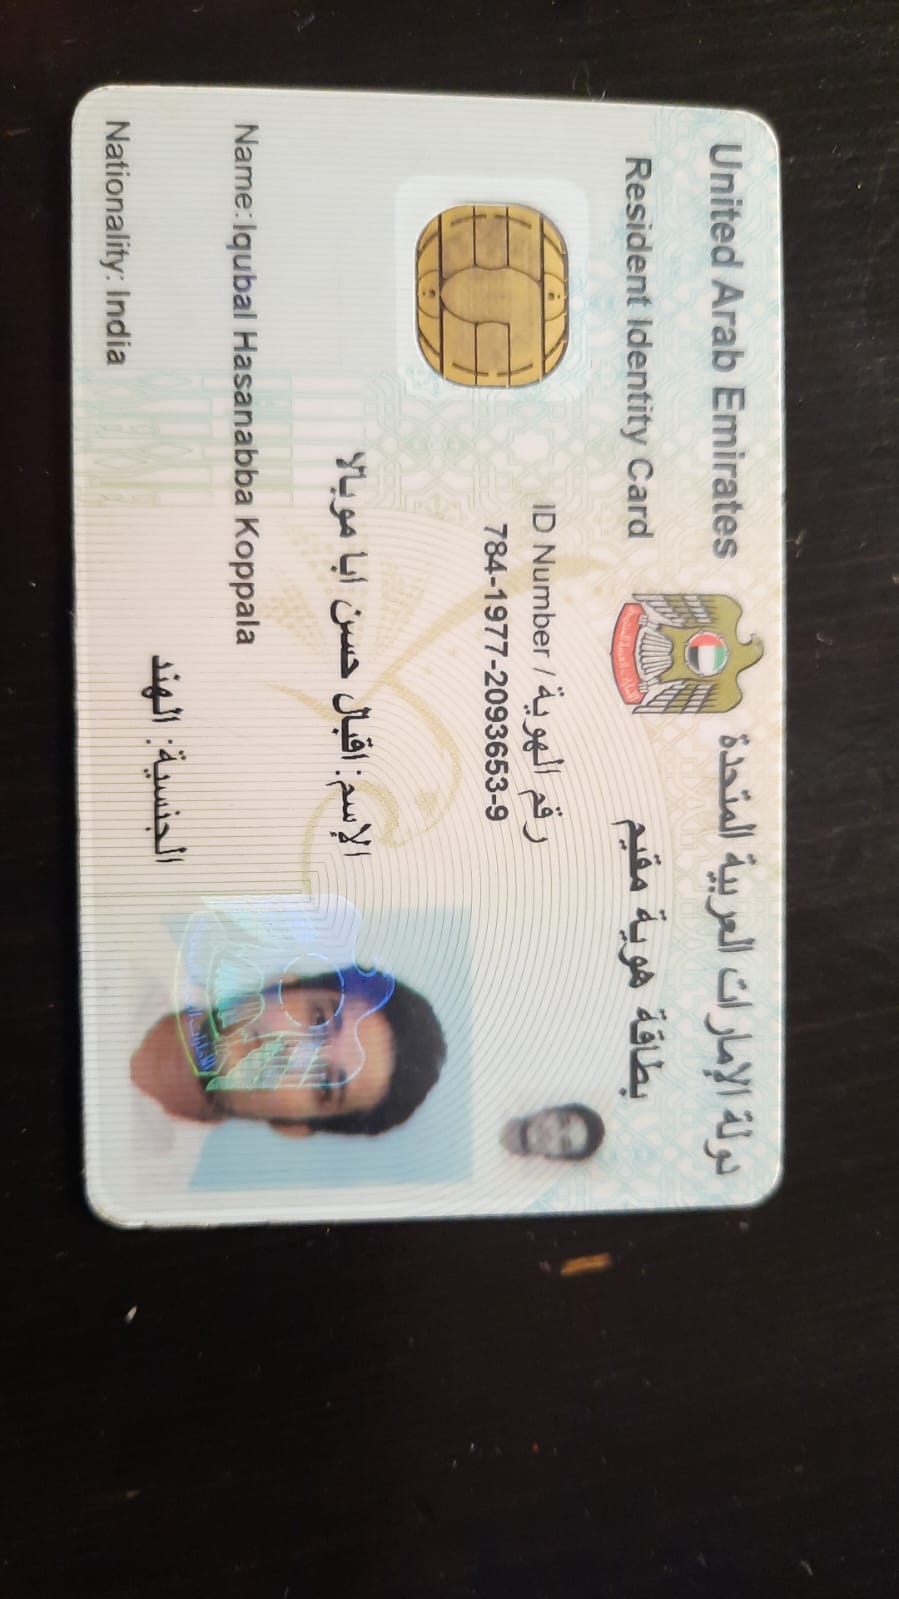 United Arab Emirates
دولة الإمارات العربية المتحدة
Resident Identity Card
بطاقة هوية مقيم
ID Number / رقم الهوية
784-1977-2093653-9
الإسم: اقبال حسن ابا موبالا
Name: Iqubal Hasanabba Koppala
الجنسية: الهند
Nationality: India